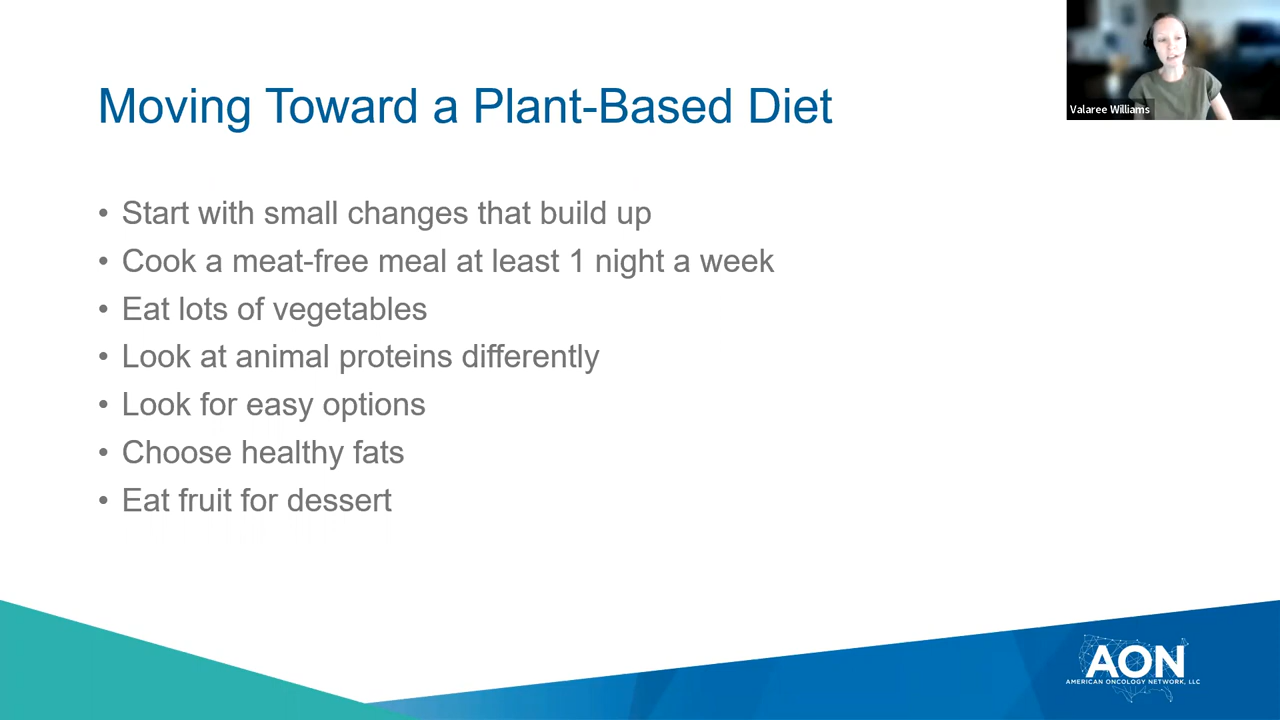 Valaree Williams
Moving Toward a Plant-Based Diet
• Start with small changes that build up
• Cook a meat-free meal at least 1 night a week
• Eat lots of vegetables
• Look at animal proteins differently
• Look for easy options
• Choose healthy fats
• Eat fruit for dessert
AON
AMERICAN ONCOLOGY NETWORK, LLC